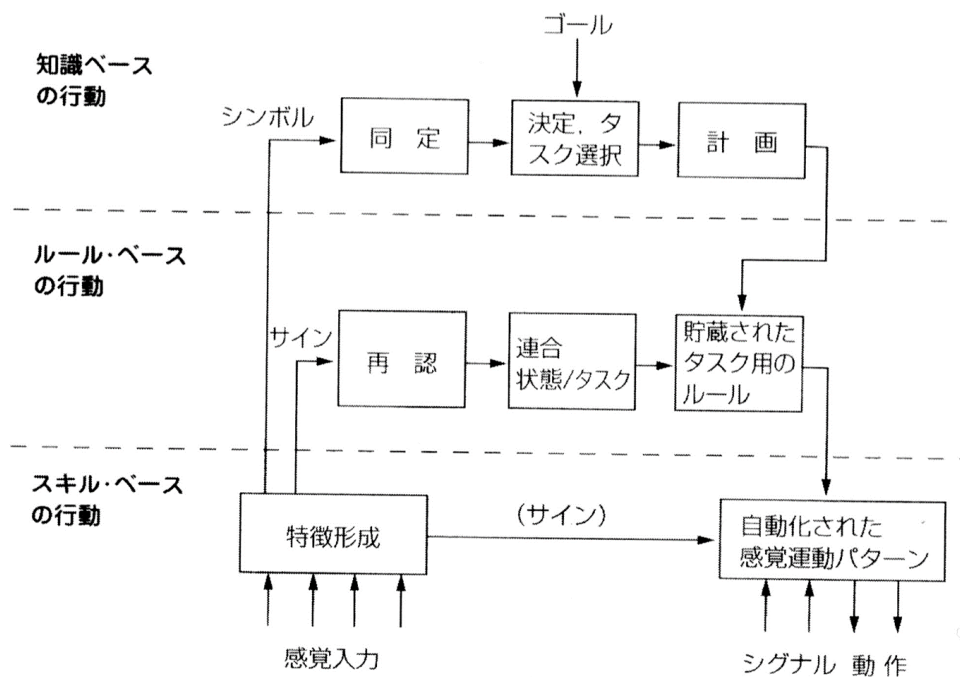 ゴール
知識ベース
の行動
シンボル
同 定
決定，タ
スク選択
計 画
ルール・ベース
の行動
サイン
再 認
連合
状態/タスク
貯蔵された
タスク用の
ルール
スキル・ベース
の行動
特徴形成
(サイン)
自動化された
感覚運動パターン
感覚入力
シグナル 動 作